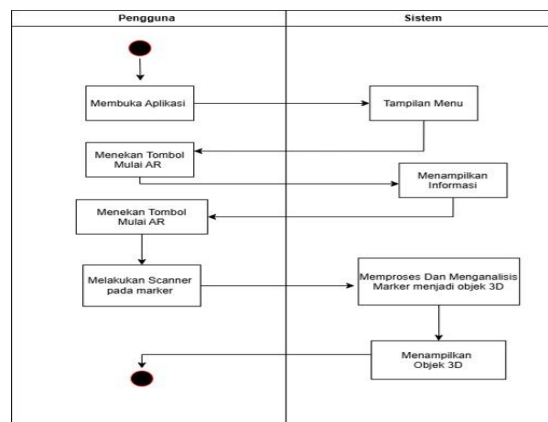 Pengguna
Sistem
Membuka Aplikasi
Tampilan Menu
Menekan Tombol
Mulai AR
Menampilkan
Informasi
Menekan Tombol
Mulai AR
Melakukan Scanner
pada marker
Memproses Dan Menganalisis
Marker menjadi objek 3D
Menampilkan
Objek 3D